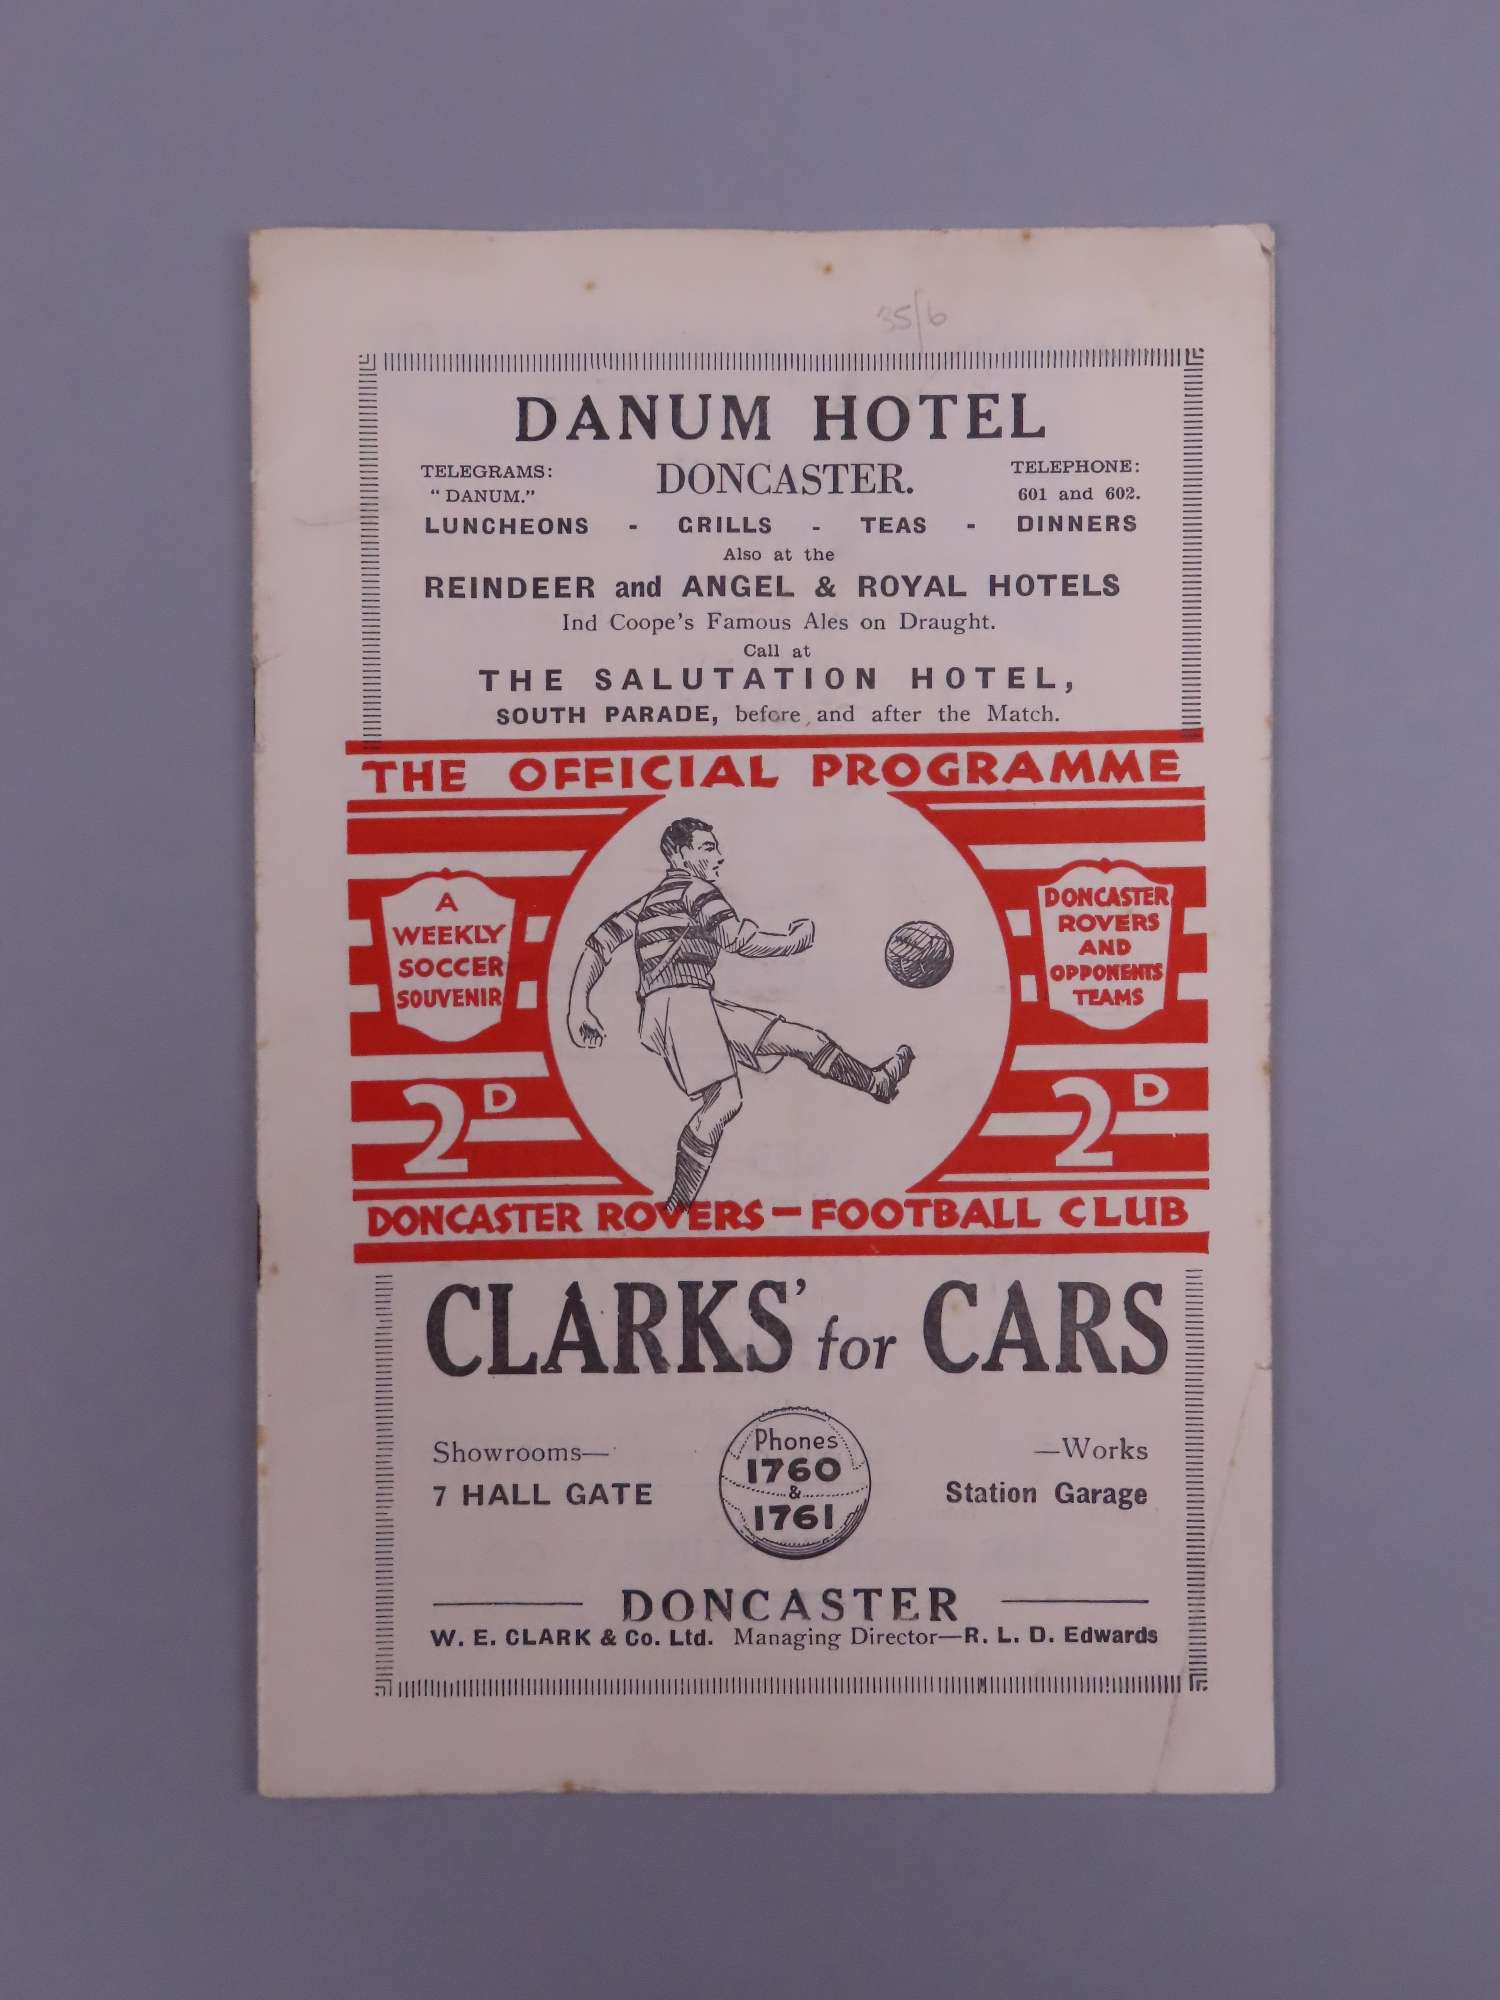 35/6
DANUM HOTEL
TELEGRAMS: DONCASTER. TELEPHONE:
"DANUM." 601 and 602.
LUNCHEONS - GRILLS - TEAS - DINNERS
Also at the
REINDEER and ANGEL & ROYAL HOTELS
Ind Coope's Famous Ales on Draught.
Call at
THE SALUTATION HOTEL,
SOUTH PARADE, before and after the Match.
THE OFFICIAL PROGRAMME
A
WEEKLY
SOCCER
SOUVENIR
DONCASTER
ROVERS
AND
OPPONENTS
TEAMS
2D
2D
DONCASTER ROVERS - FOOTBALL CLUB
CLARKS' for CARS
Showrooms—
7 HALL GATE
Phones
1760
&
1761
—Works
Station Garage
DONCASTER
W. E. CLARK & Co. Ltd. Managing Director—R. L. D. Edwards